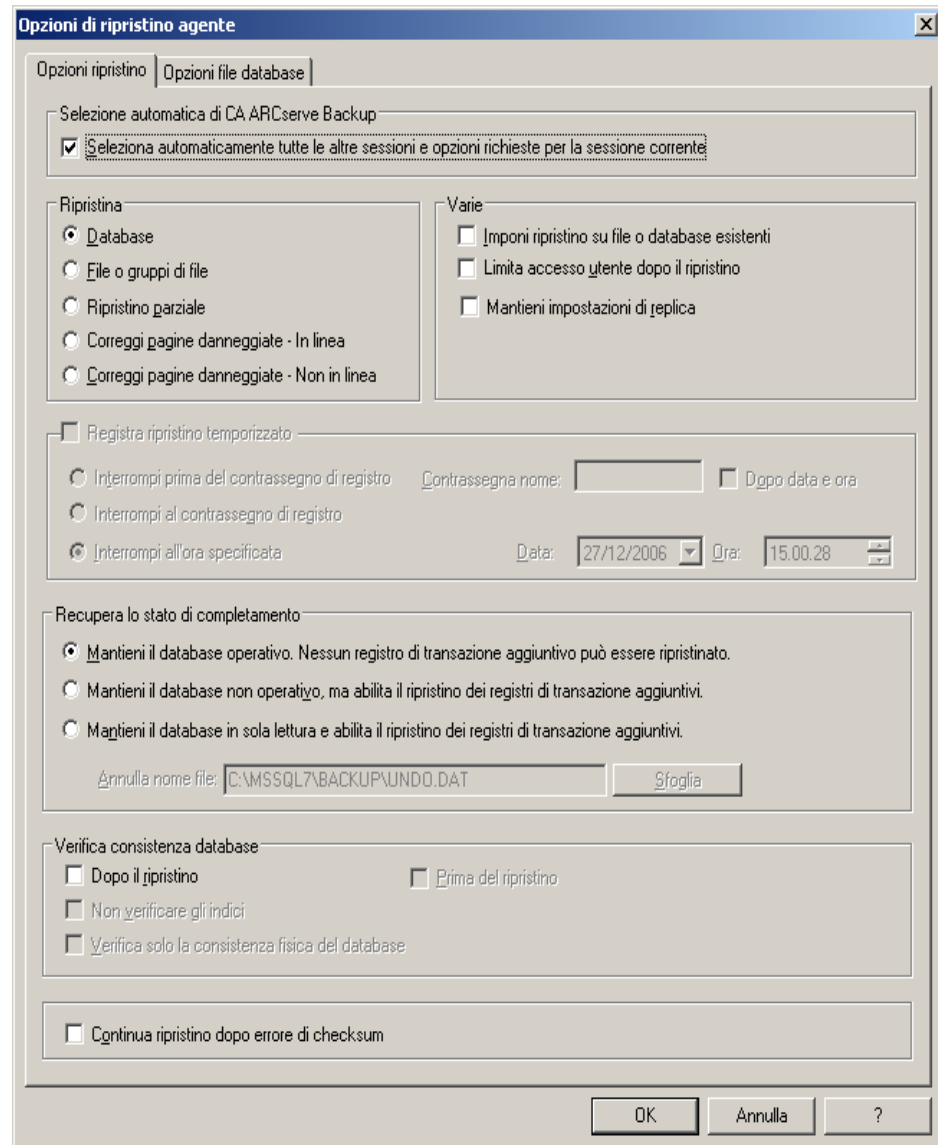 Opzioni di ripristino agente
Opzioni ripristino
Opzioni file database
Selezione automatica di CA ARCserve Backup
Seleziona automaticamente tutte le altre sessioni e opzioni richieste per la sessione corrente
Ripristina
Database
File o gruppi di file
Ripristino parziale
Correggi pagine danneggiate - In linea
Correggi pagine danneggiate - Non in linea
Varie
Imponi ripristino su file o database esistenti
Limita accesso utente dopo il ripristino
Mantieni impostazioni di replica
Registra ripristino temporizzato
Interrompi prima del contrassegno di registro
Contrassegna nome:
Dopo data e ora
Interrompi al contrassegno di registro
Interrompi all'ora specificata
Data: 27/12/2006
Ora: 15.00.28
Recupera lo stato di completamento
Mantieni il database operativo. Nessun registro di transazione aggiuntivo può essere ripristinato.
Mantieni il database non operativo, ma abilita il ripristino dei registri di transazione aggiuntivi.
Mantieni il database in sola lettura e abilita il ripristino dei registri di transazione aggiuntivi.
Annulla nome file: C:\MSSQL7\BACKUP\UNDO.DAT
Sfoglia
Verifica consistenza database
Dopo il ripristino
Prima del ripristino
Non verificare gli indici
Verifica solo la consistenza fisica del database
Continua ripristino dopo errore di checksum
OK
Annulla
?